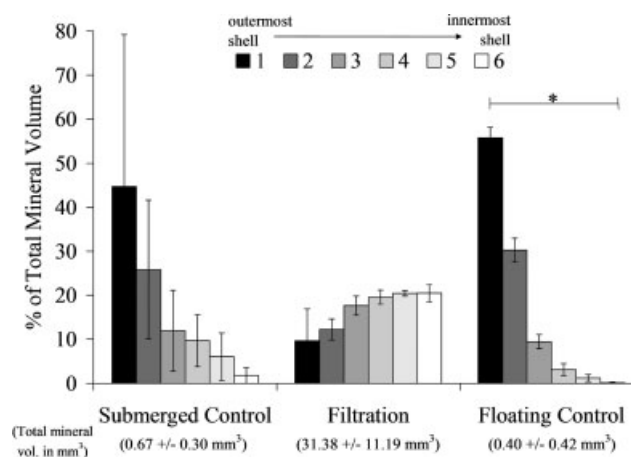 outermost innermost
shell shell
1 2 3 4 5 6
*
% of Total Mineral Volume
80
70
60
50
40
30
20
10
0
Submerged Control Filtration Floating Control
(Total mineral vol. in mm³)
(0.67 +/- 0.30 mm³) (31.38 +/- 11.19 mm³) (0.40 +/- 0.42 mm³)